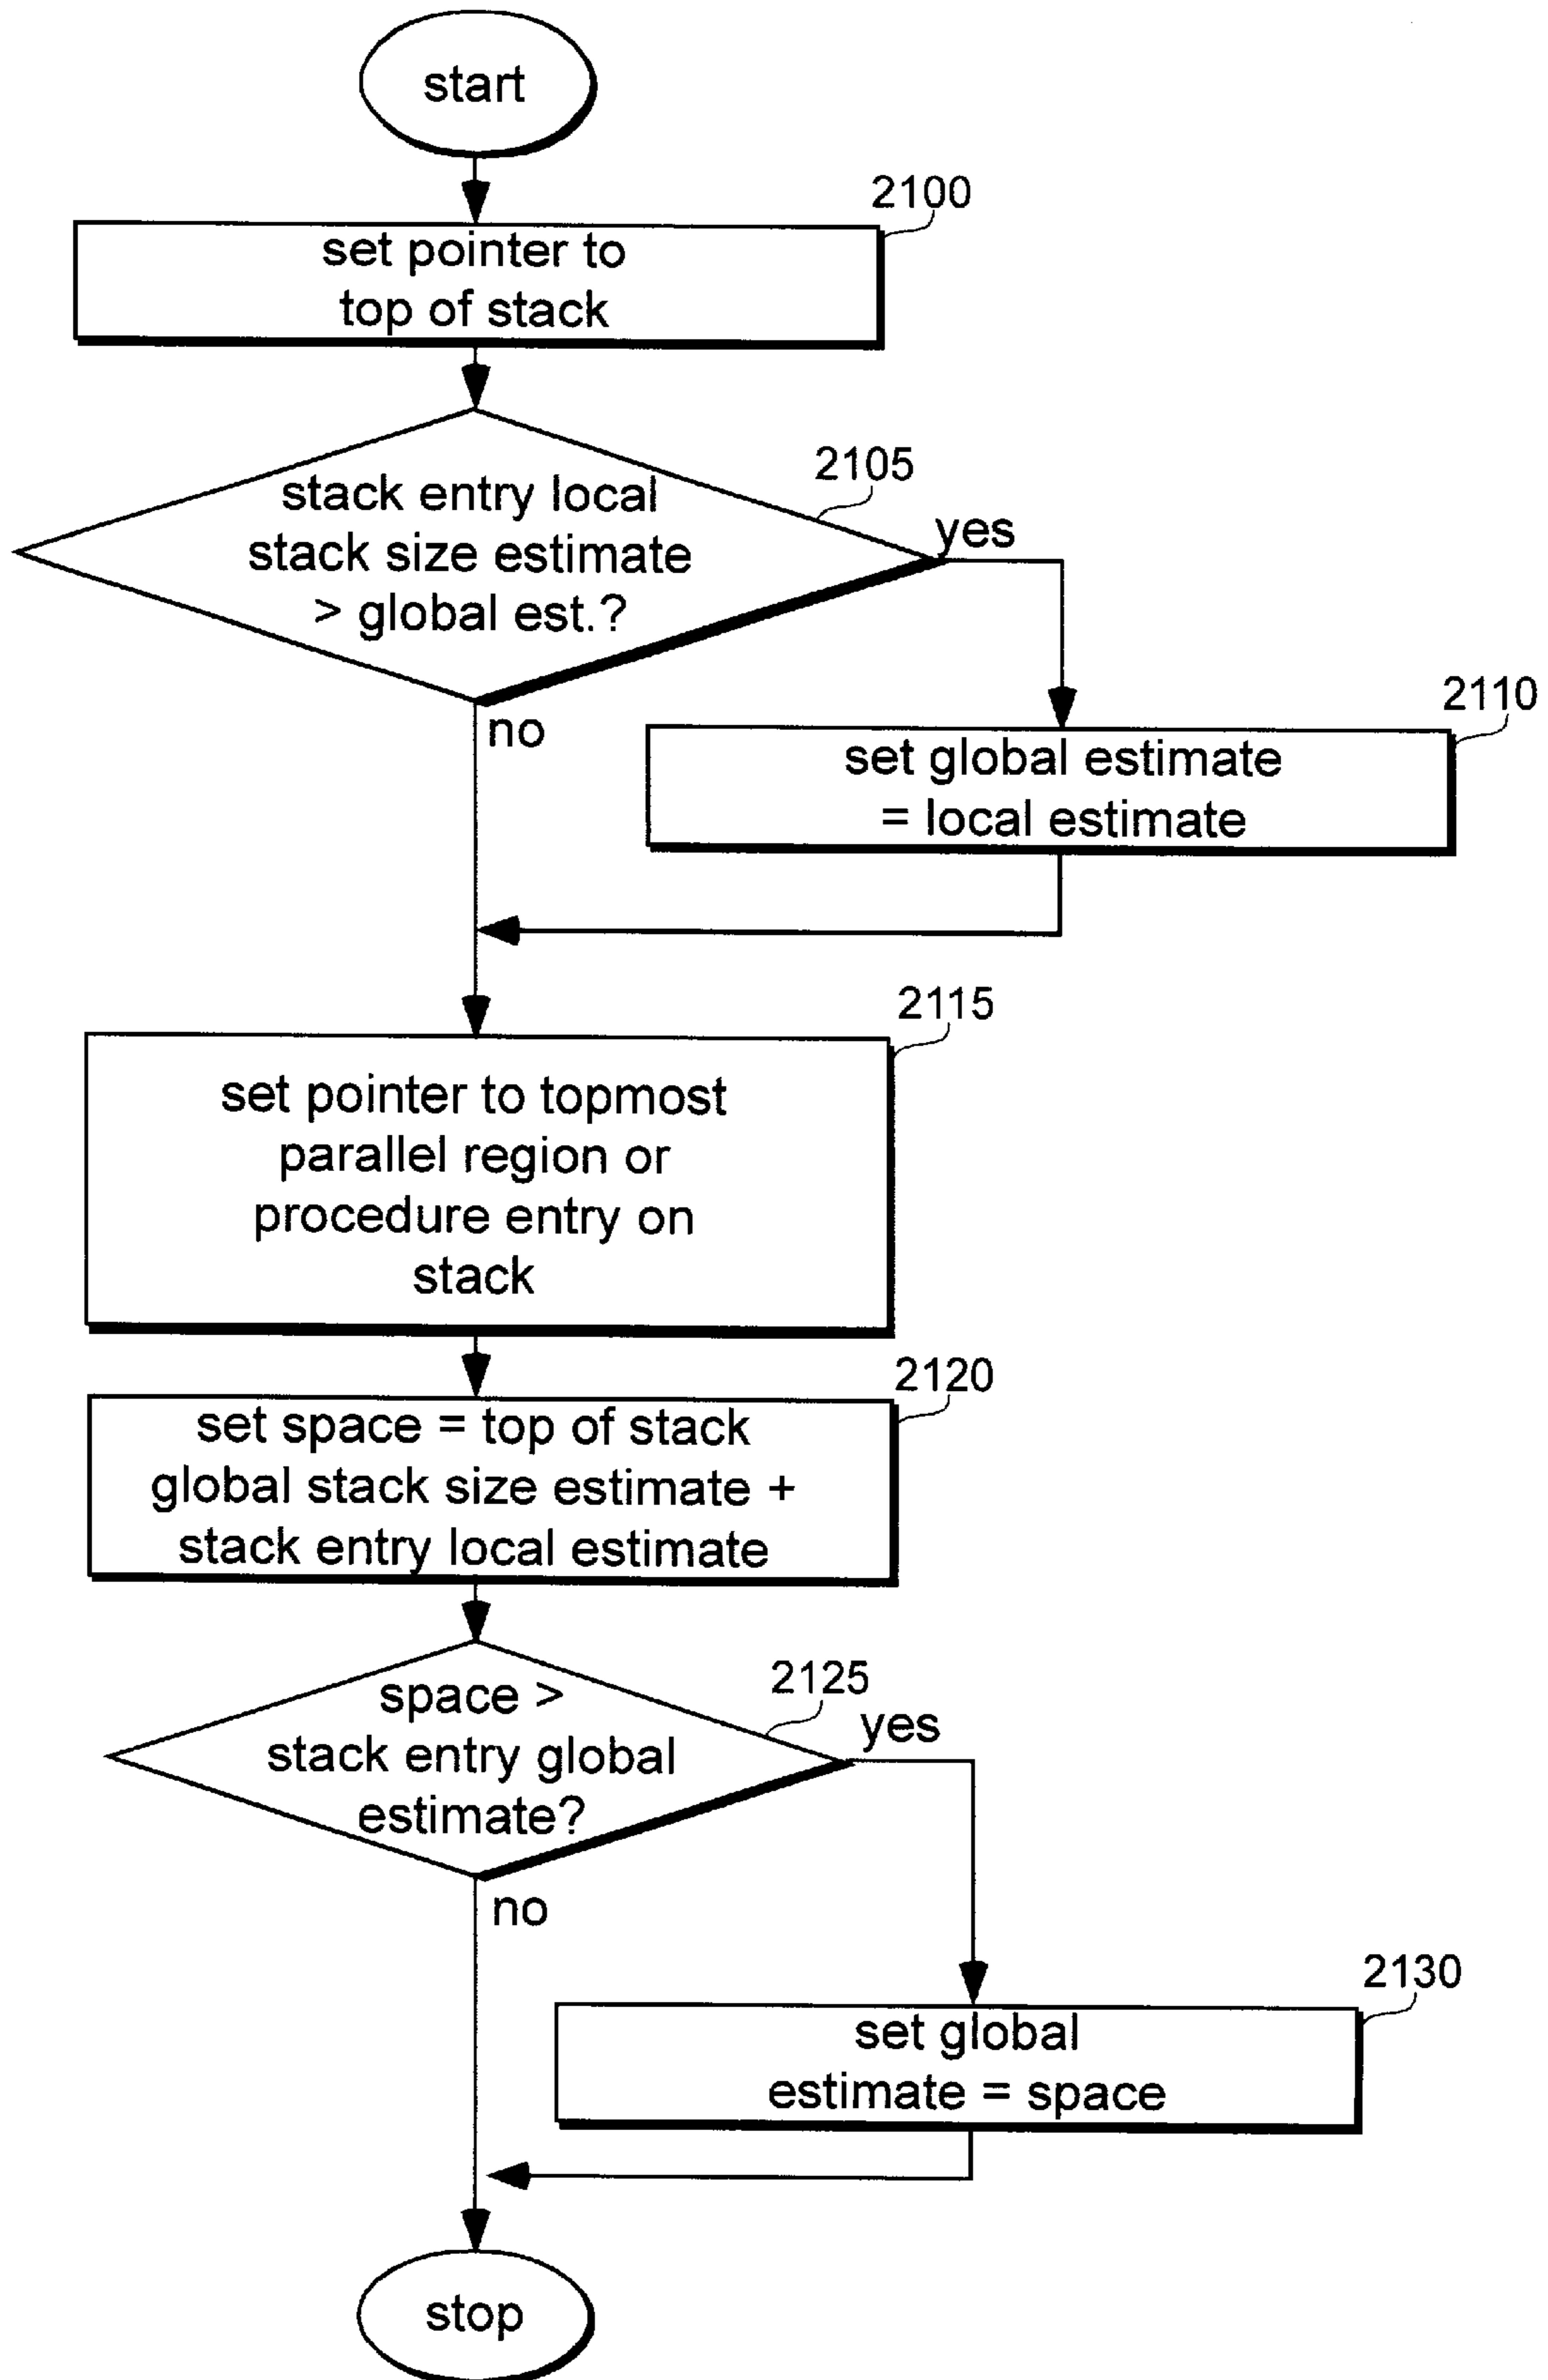 start
2100
set pointer to
top of stack
2105
stack entry local
stack size estimate
> global est.?
yes
no
2110
set global estimate
= local estimate
2115
set pointer to topmost
parallel region or
procedure entry on
stack
2120
set space = top of stack
global stack size estimate +
stack entry local estimate
2125
space >
stack entry global
estimate?
yes
no
2130
set global
estimate = space
stop